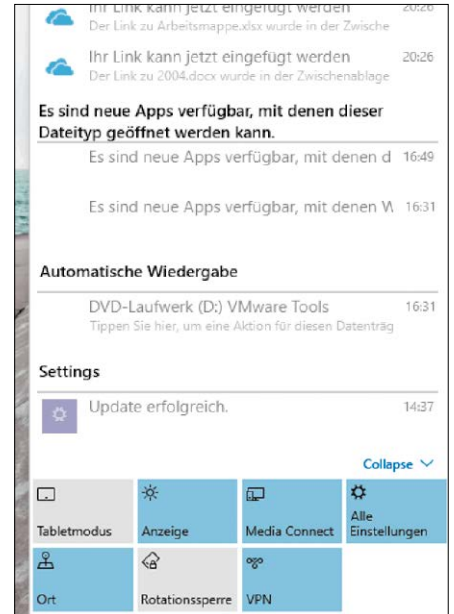 Ihr Link kann jetzt eingefügt werden 20:26
Der Link zu Arbeitsmappe.xlsx wurde in der Zwische
Ihr Link kann jetzt eingefügt werden 20:26
Der Link zu 2004.docx wurde in der Zwischenablage
Es sind neue Apps verfügbar, mit denen dieser
Dateityp geöffnet werden kann.
Es sind neue Apps verfügbar, mit denen d 16:49
Es sind neue Apps verfügbar, mit denen W 16:31
Automatische Wiedergabe
DVD-Laufwerk (D:) VMware Tools 16:31
Tippen Sie hier, um eine Aktion für diesen Datenträg
Settings
Update erfolgreich. 14:37
Collapse
Tabletmodus Anzeige Media Connect Alle
Einstellungen
Ort Rotationssperre VPN